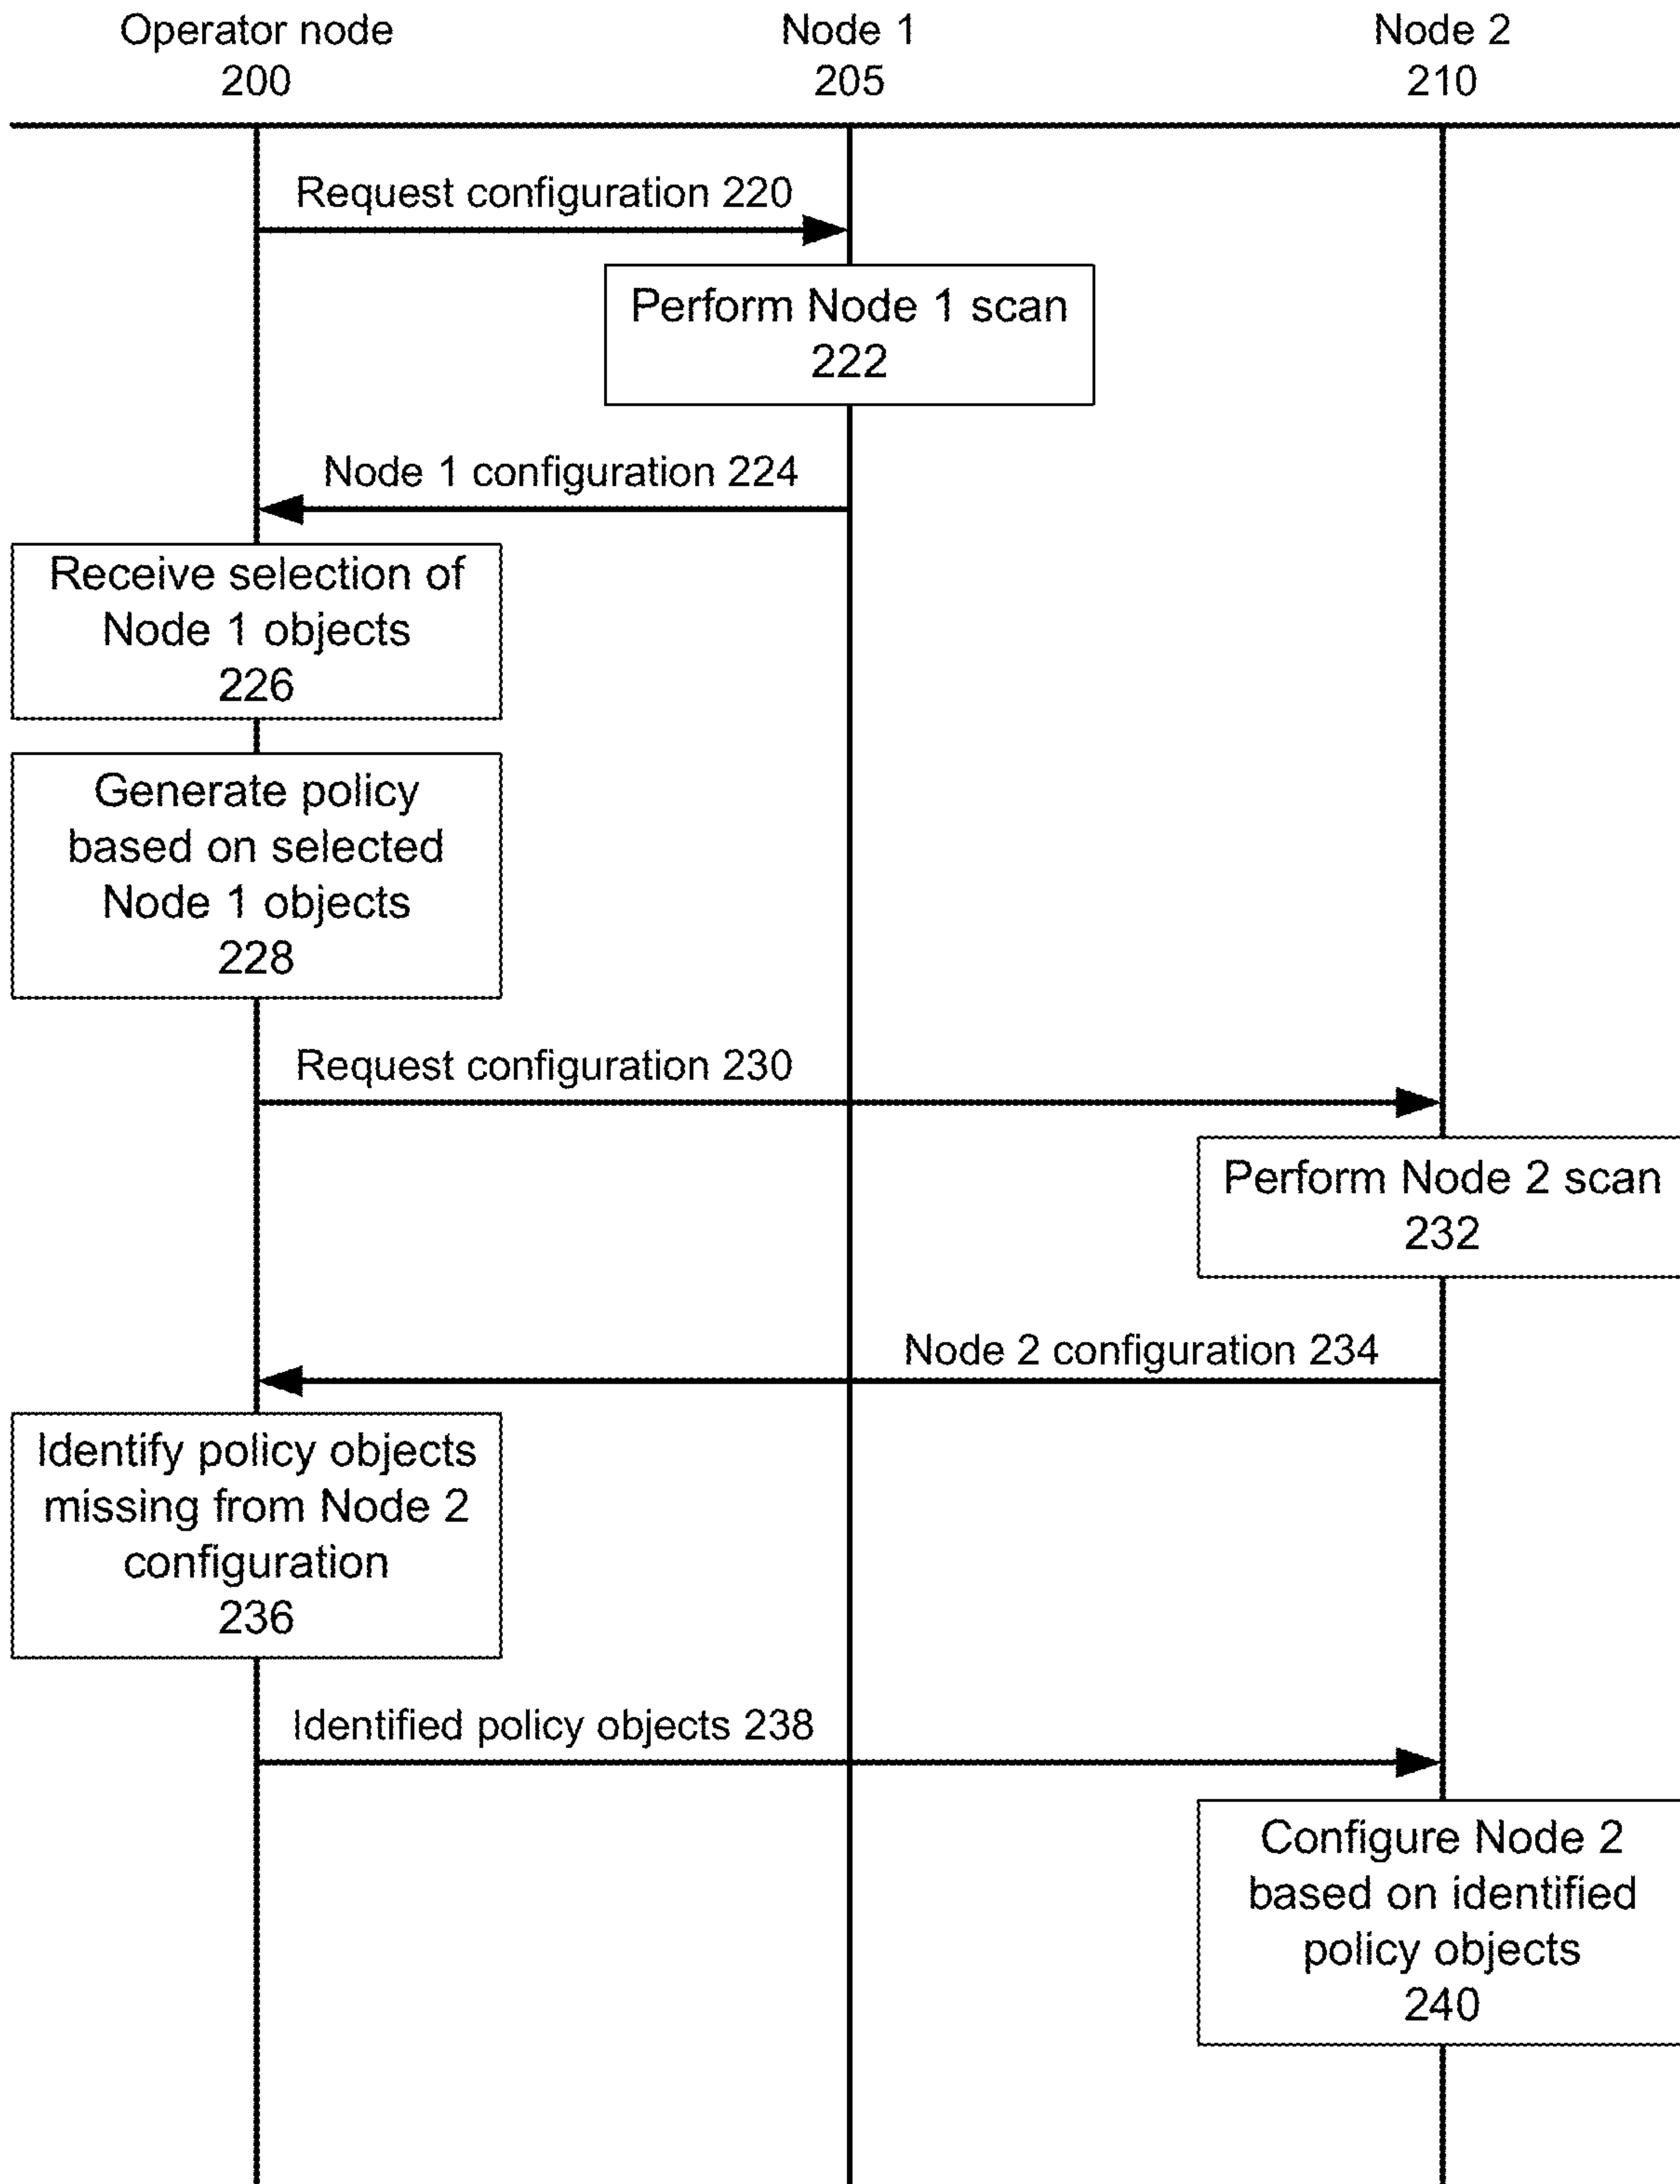 Operator node
200
Node 1
205
Node 2
210
Request configuration 220
Perform Node 1 scan
222
Node 1 configuration 224
Receive selection of
Node 1 objects
226
Generate policy
based on selected
Node 1 objects
228
Request configuration 230
Perform Node 2 scan
232
Node 2 configuration 234
Identify policy objects
missing from Node 2
configuration
236
Identified policy objects 238
Configure Node 2
based on identified
policy objects
240